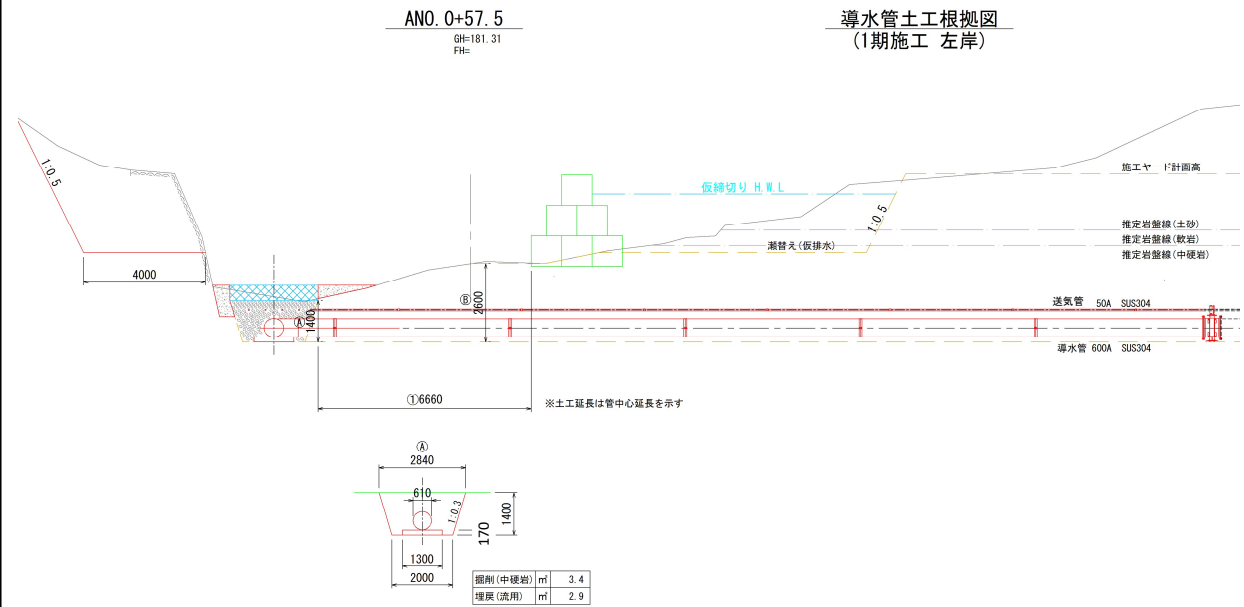 ANO.0+57.5
GH=181.31
FH=
導水管土工根拠図
(1期施工 左岸)
1:0.5
4000
仮締切り H.W.L
1:0.5
施工ヤード計画高
推定岩盤線(土砂)
推定岩盤線(軟岩)
推定岩盤線(中硬岩)
瀬替え(仮排水)
Ⓐ
1400
Ⓑ
2600
送気管 50A SUS304
導水管 600A SUS304
①6660
※土工延長は管中心延長を示す
Ⓐ
2840
610
1:0.3
1400
170
1300
2000
掘削(中硬岩) ㎡ 3.4
埋戻(流用) ㎡ 2.9